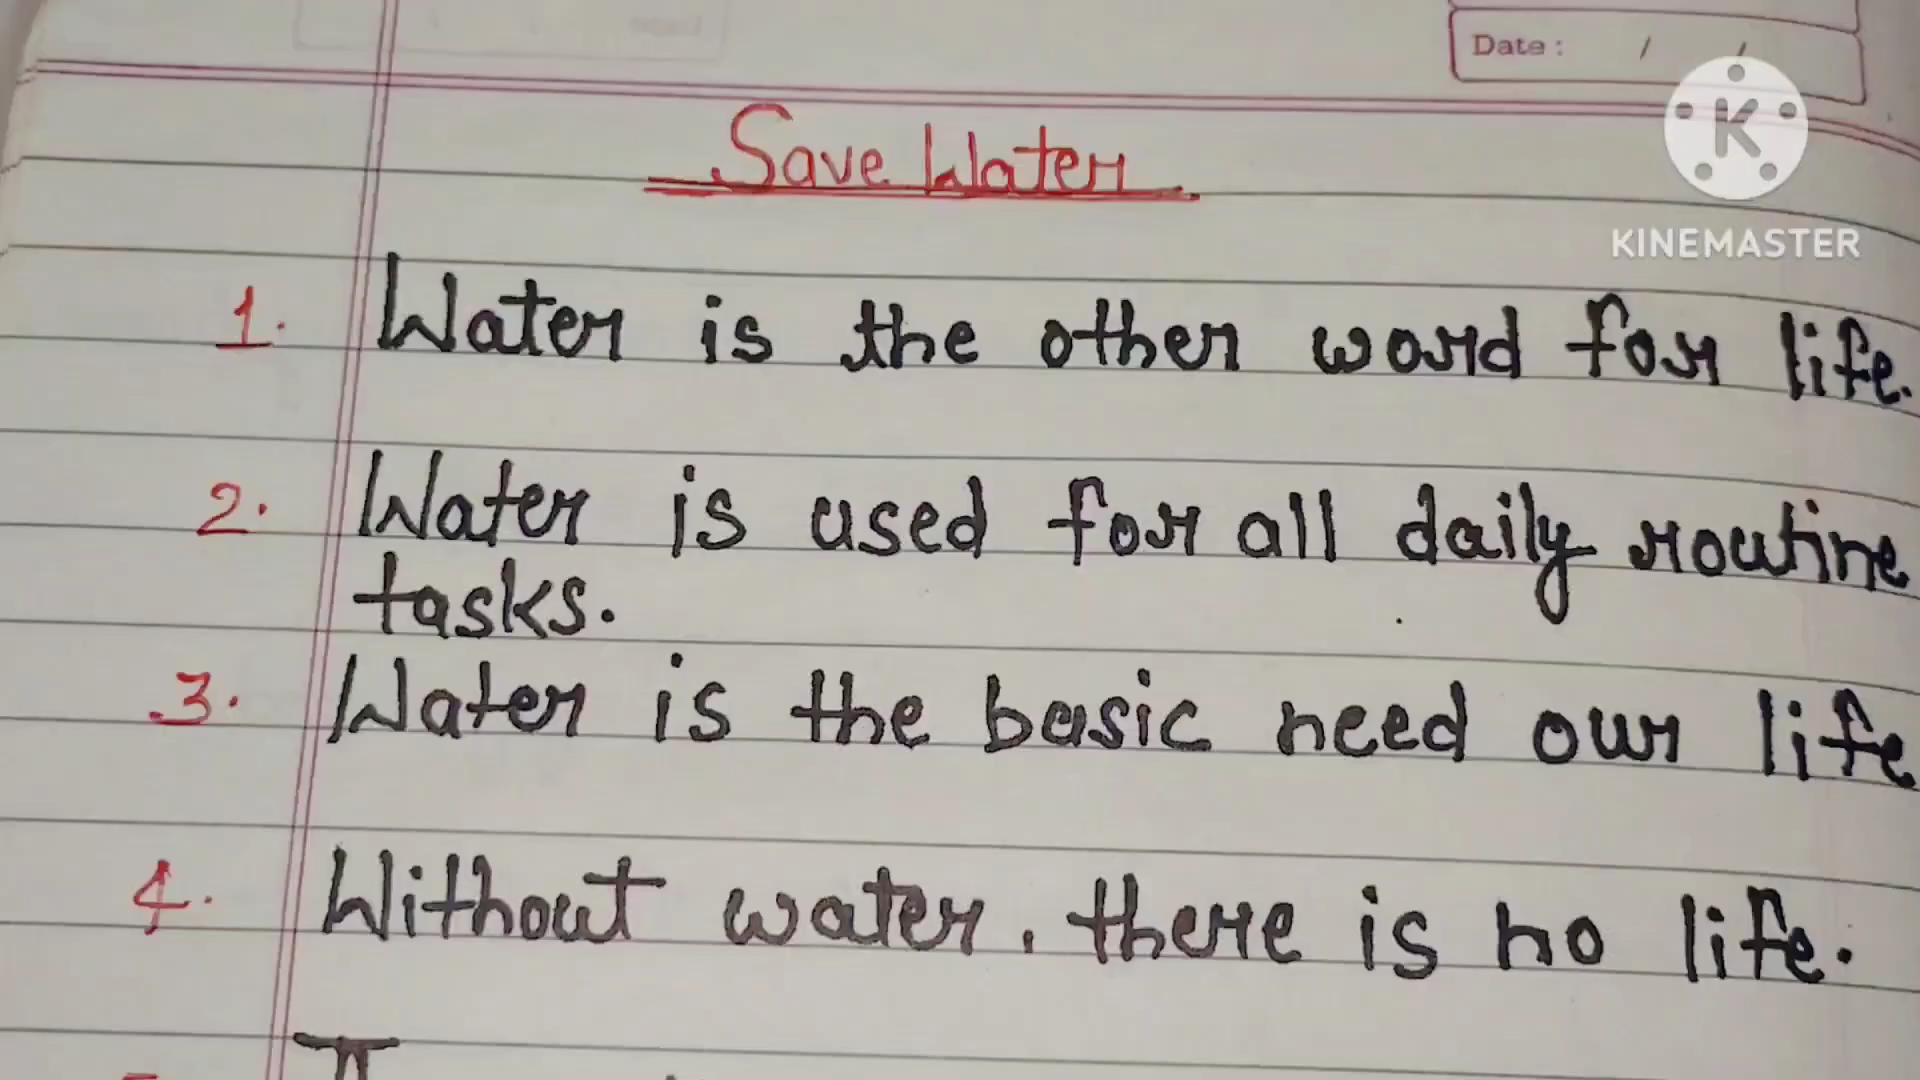 Date : / /
KINEMASTER
Save Water
1. Water is the other word for life.
2. Water is used for all daily routine
tasks.
3. Water is the basic need our life
4. Without water, there is no life.